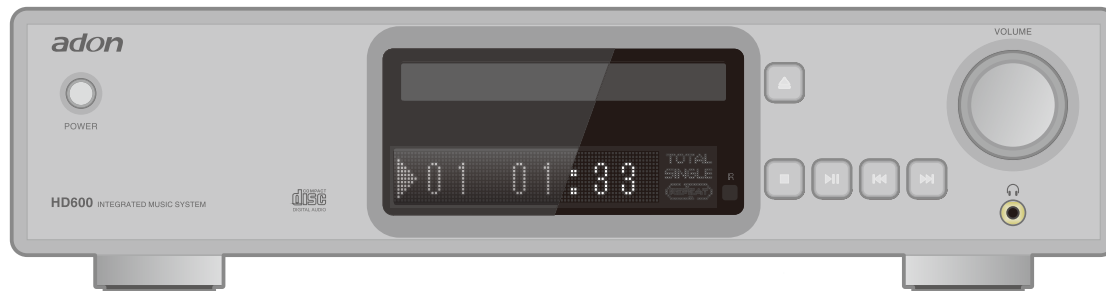 adon
VOLUME
POWER
01 01:33
TOTAL
SINGLE
REPEAT
R
HD600 INTEGRATED MUSIC SYSTEM
COMPACT
disc
DIGITAL AUDIO